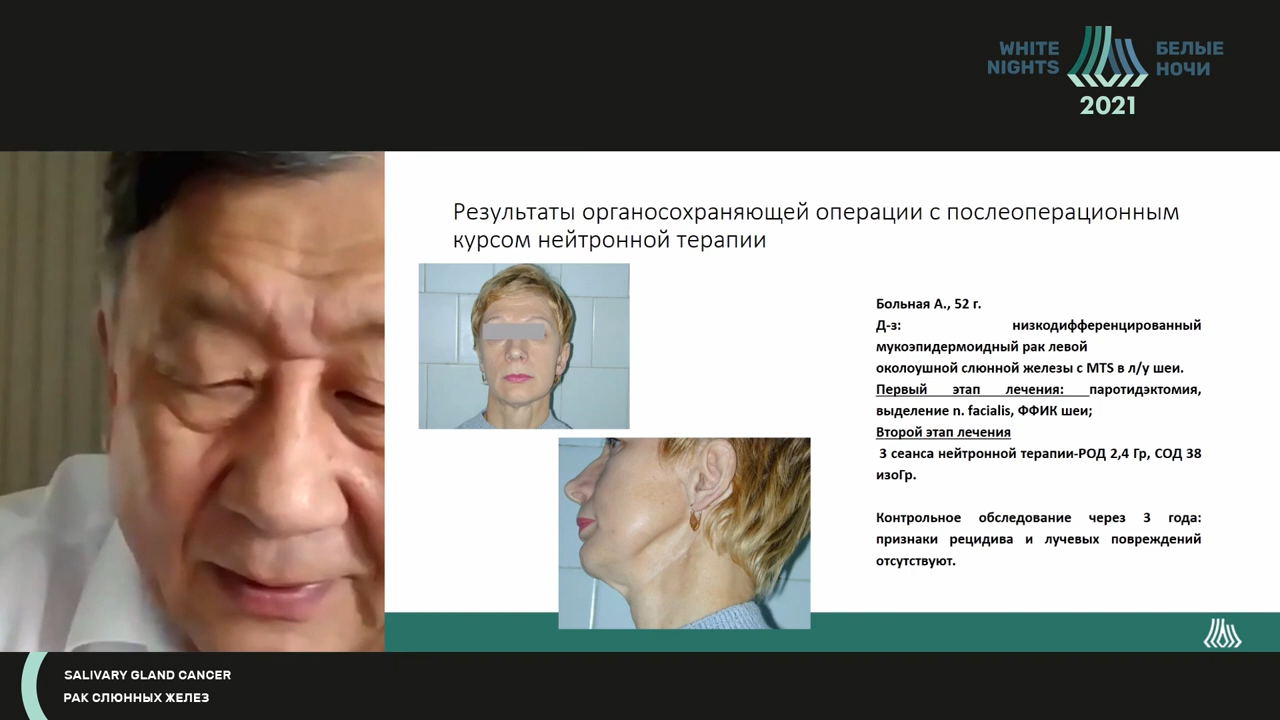 WHITE
NIGHTS
БЕЛЫЕ
НОЧИ
2021
Результаты органосохраняющей операции с послеоперационным
курсом нейтронной терапии
Больная А., 52 г.
Д-з: низкодифференцированный
мукоэпидермоидный рак левой
околоушной слюнной железы с MTS в л/у шеи.
Первый этап лечения: паротидэктомия,
выделение n. facialis, ФФИК шеи;
Второй этап лечения
3 сеанса нейтронной терапии-РОД 2,4 Гр, СОД 38
изоГр.
Контрольное обследование через 3 года:
признаки рецидива и лучевых повреждений
отсутствуют.
SALIVARY GLAND CANCER
РАК СЛЮННЫХ ЖЕЛЕЗ